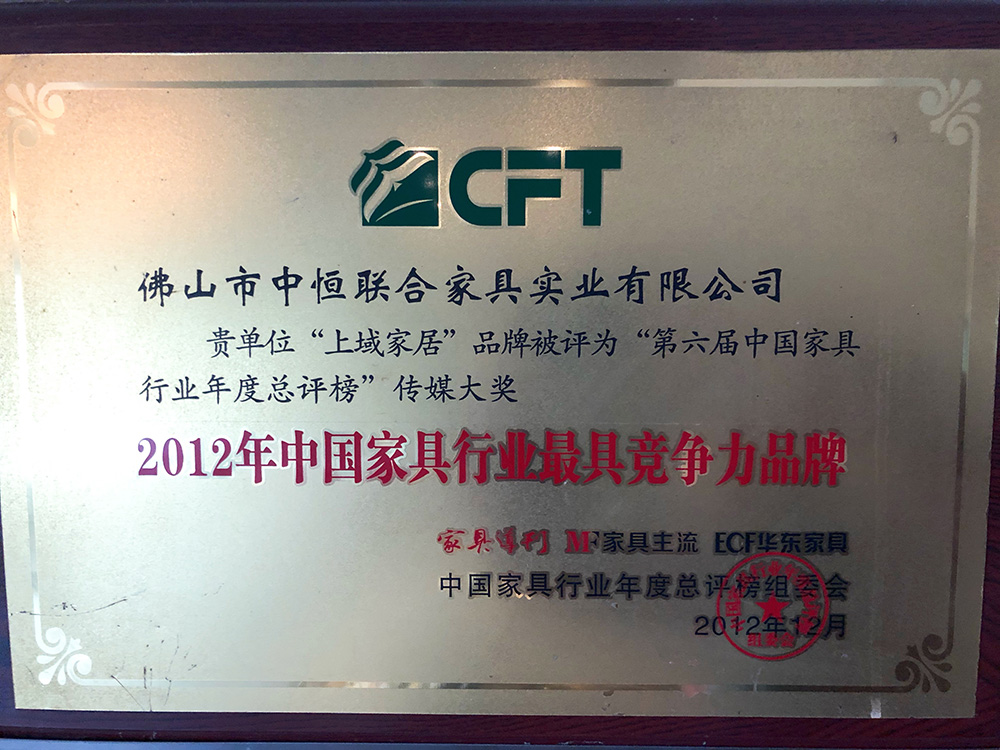 CFT
佛山市中恒联合家具实业有限公司
贵单位“上域家居”品牌被评为“第六届中国家具
行业年度总评榜”传媒大奖
2012年中国家具行业最具竞争力品牌
家具博刊 MF家具主流 ECF华东家具
中国家具行业年度总评榜组委会
2012年12月
组委会